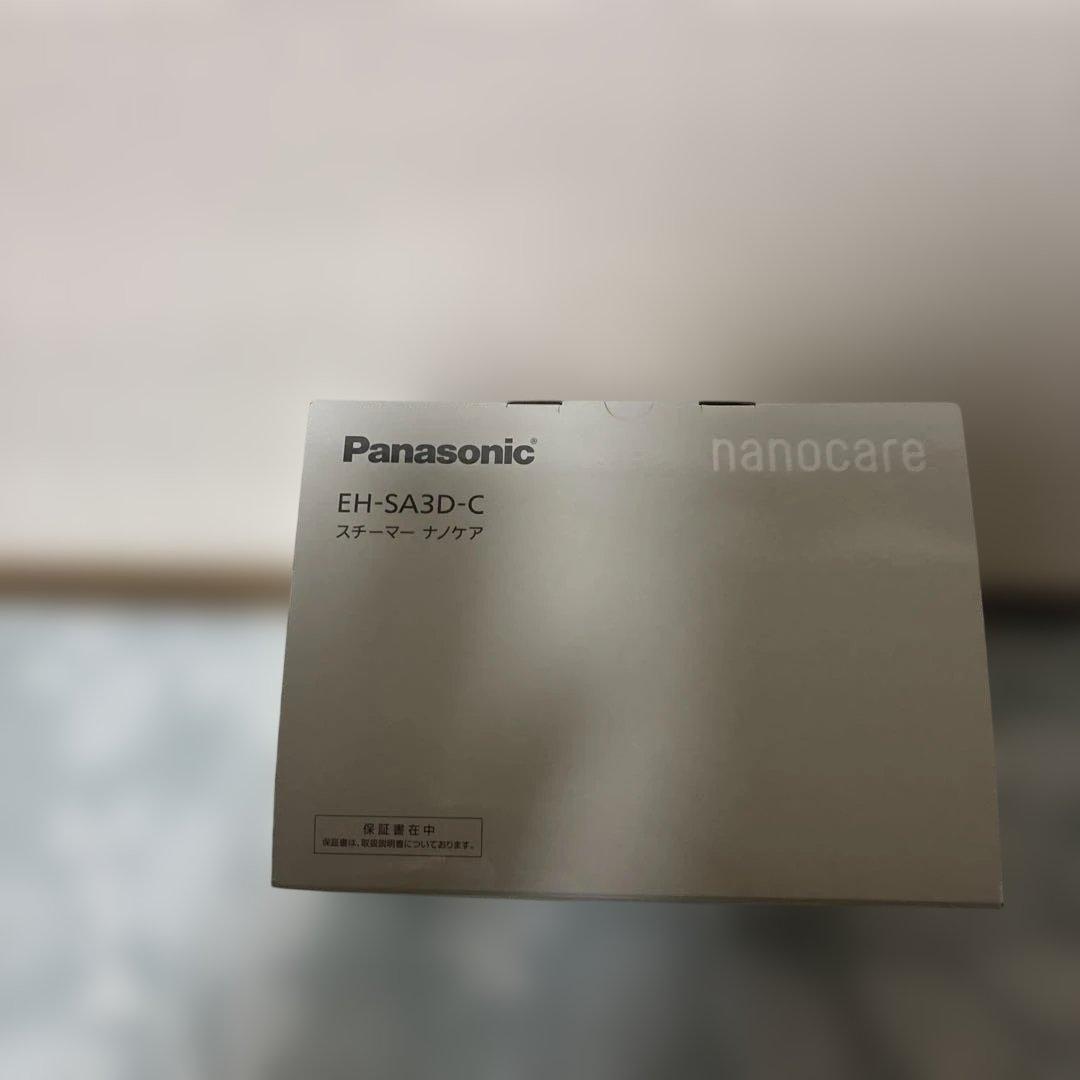 Panasonic®
nanocare
EH-SA3D-C
スチーマー ナノケア
保証書在中
保証書は、取扱説明書についております。